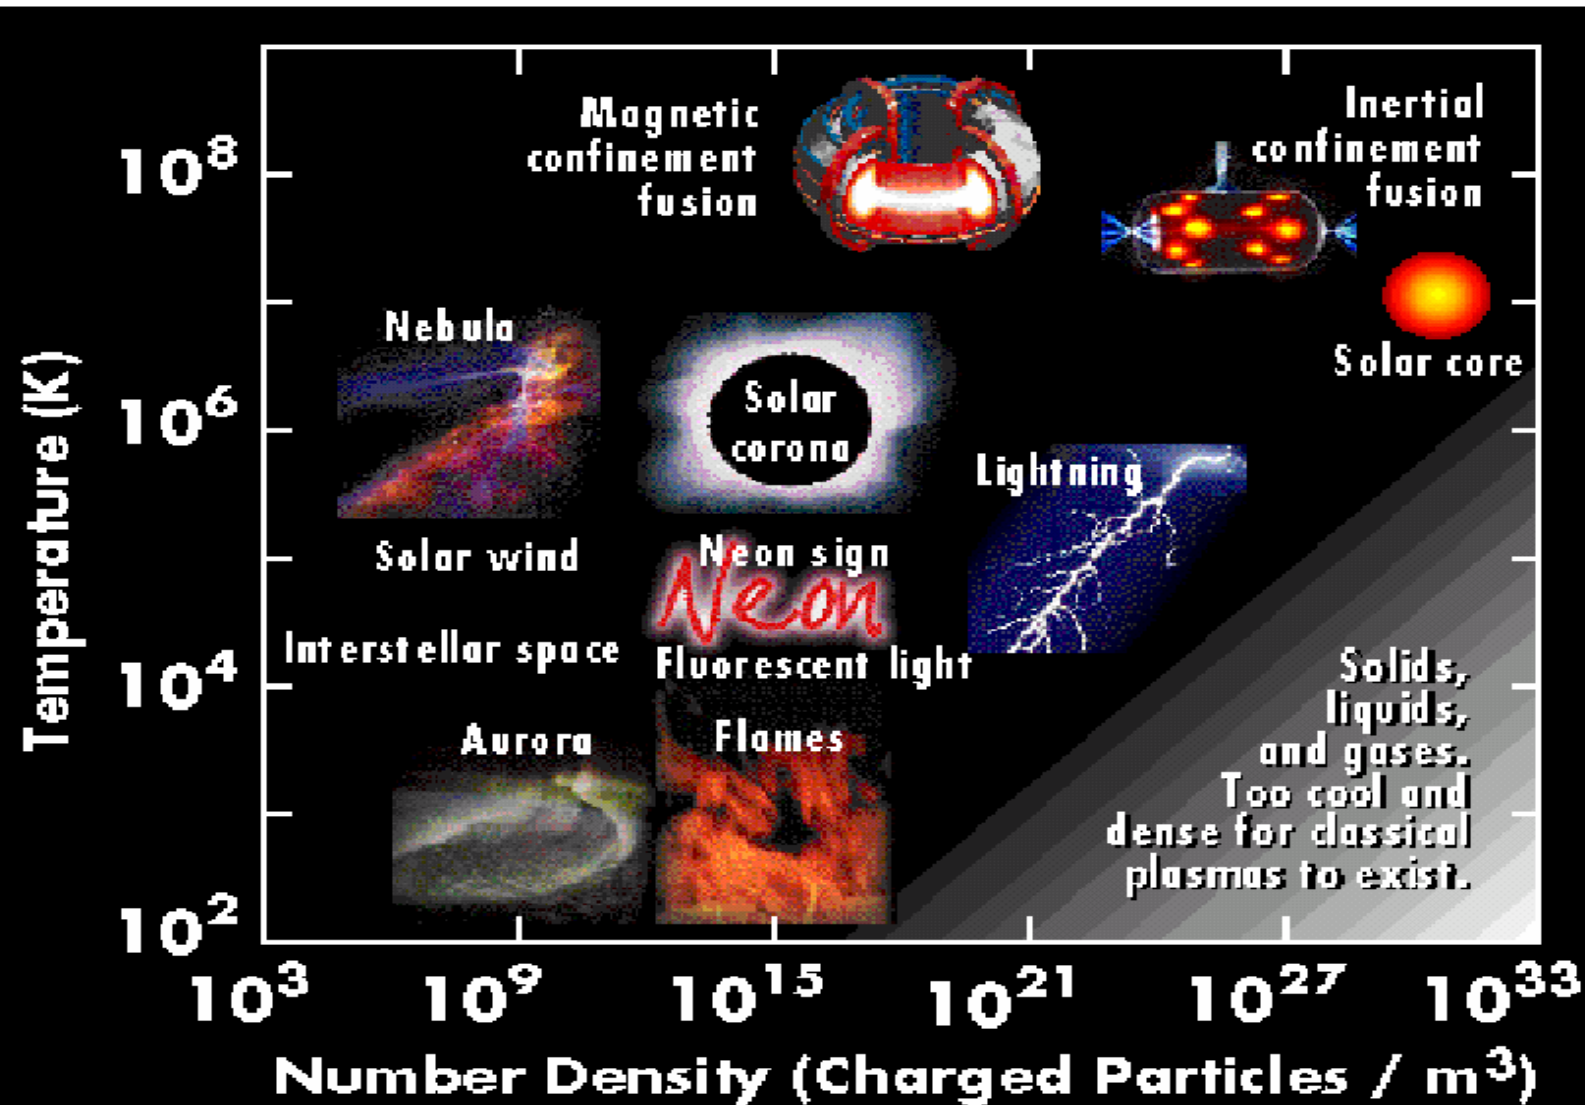 Magnetic
confinement
fusion
Inertial
confinement
fusion
10⁸
Nebula
Solar core
10⁶
Solar
corona
Lightning
Temperature (K)
Solar wind
Neon sign
Neon
Interstellar space
Fluorescent light
10⁴
Solids,
liquids,
and gases.
Too cool and
dense for classical
plasmas to exist.
Aurora
Flames
10²
10³ 10⁹ 10¹⁵ 10²¹ 10²⁷ 10³³
Number Density (Charged Particles / m³)